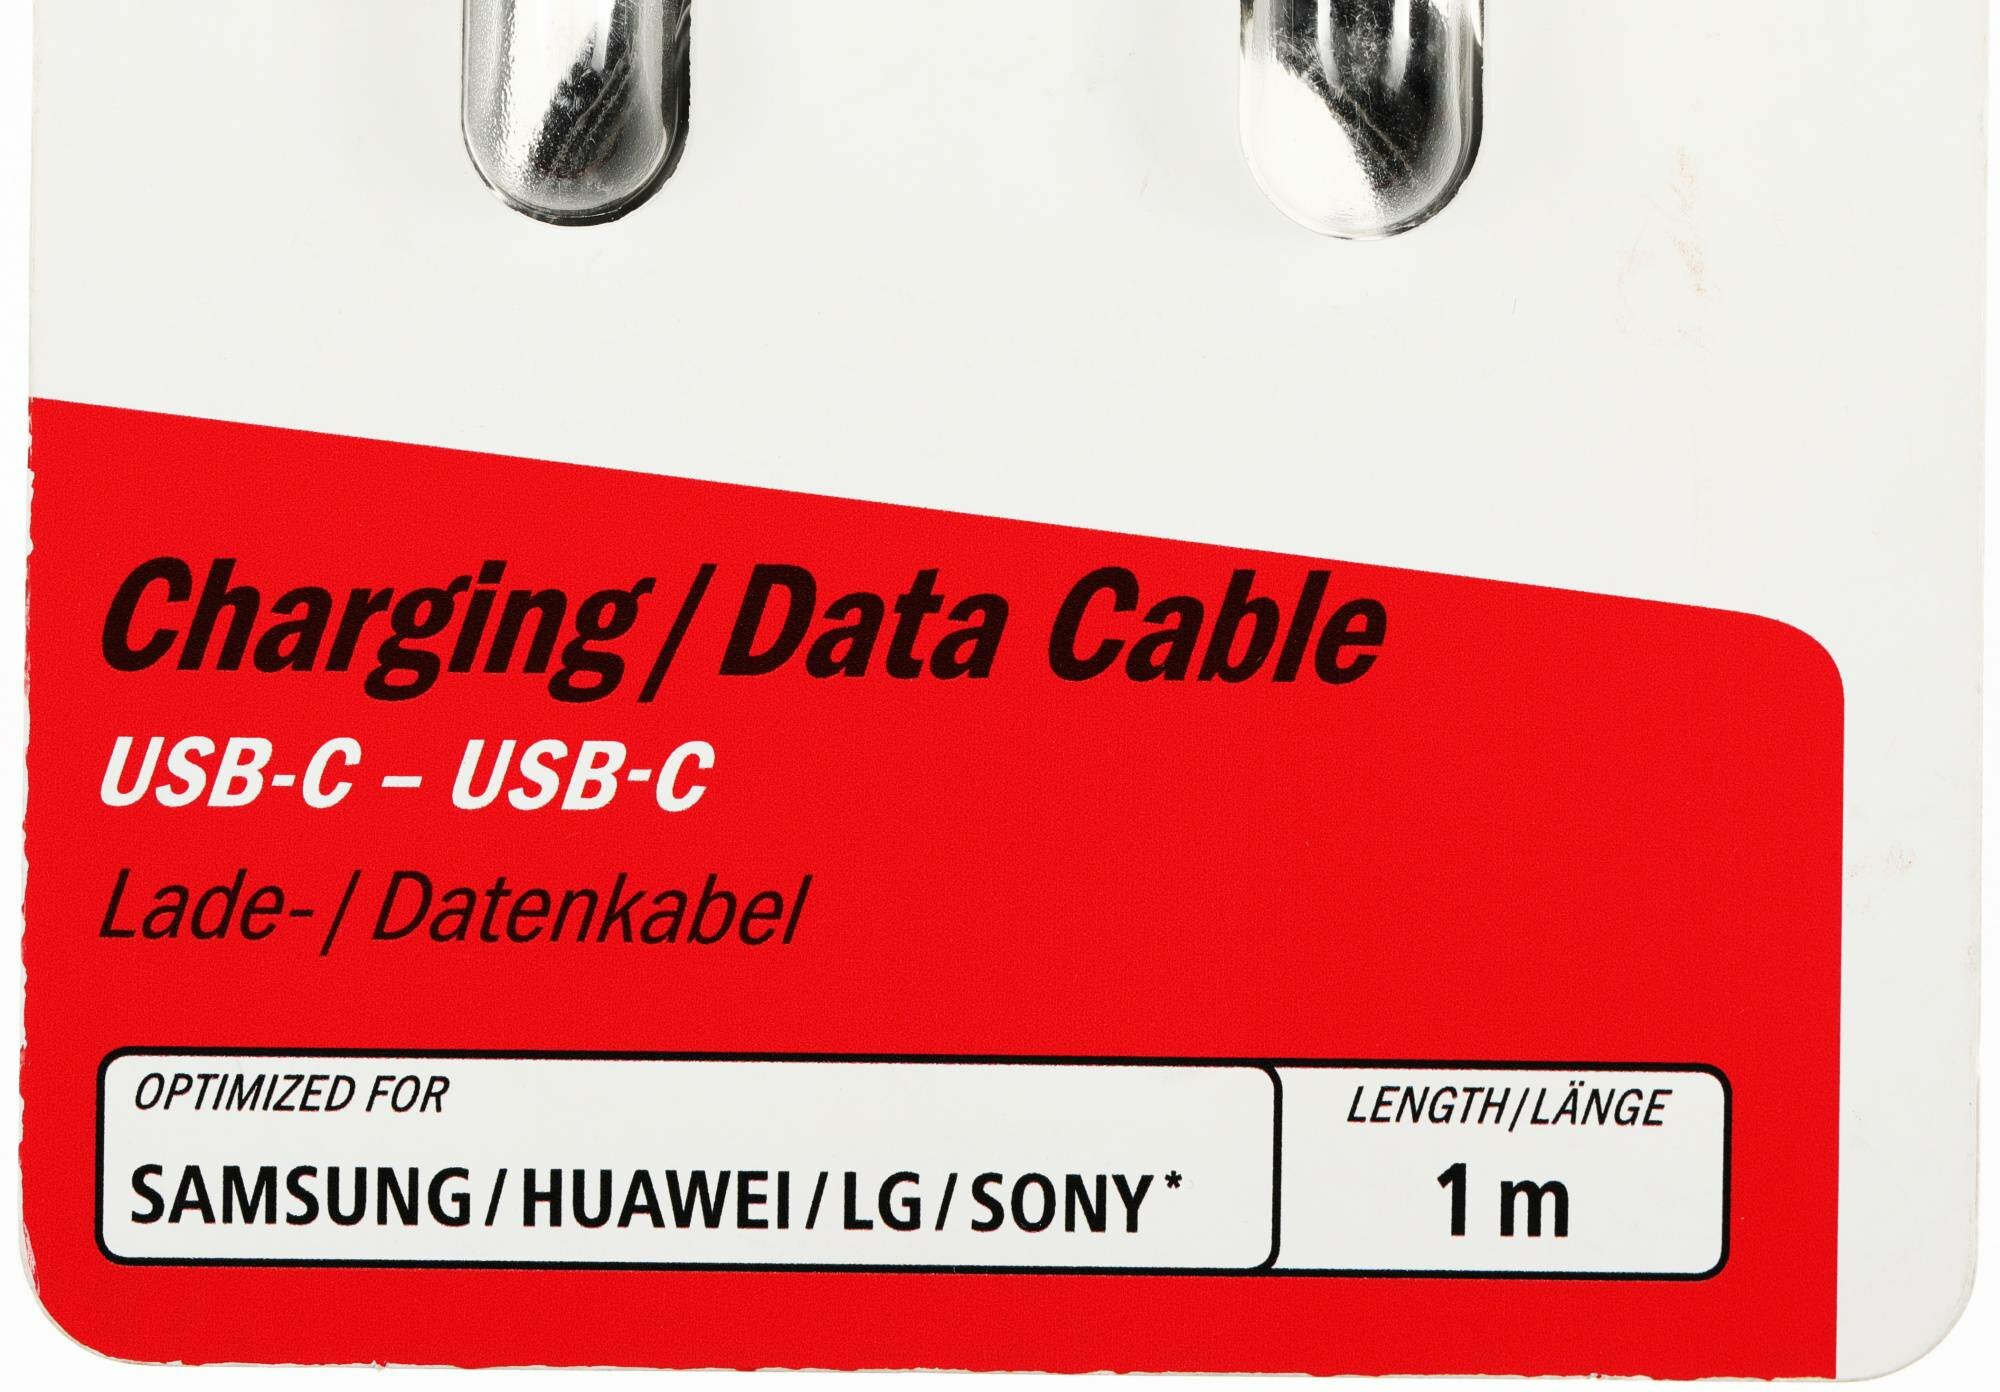 Charging / Data Cable
USB-C – USB-C
Lade- / Datenkabel
OPTIMIZED FOR
SAMSUNG / HUAWEI / LG / SONY*
LENGTH/LÄNGE
1 m